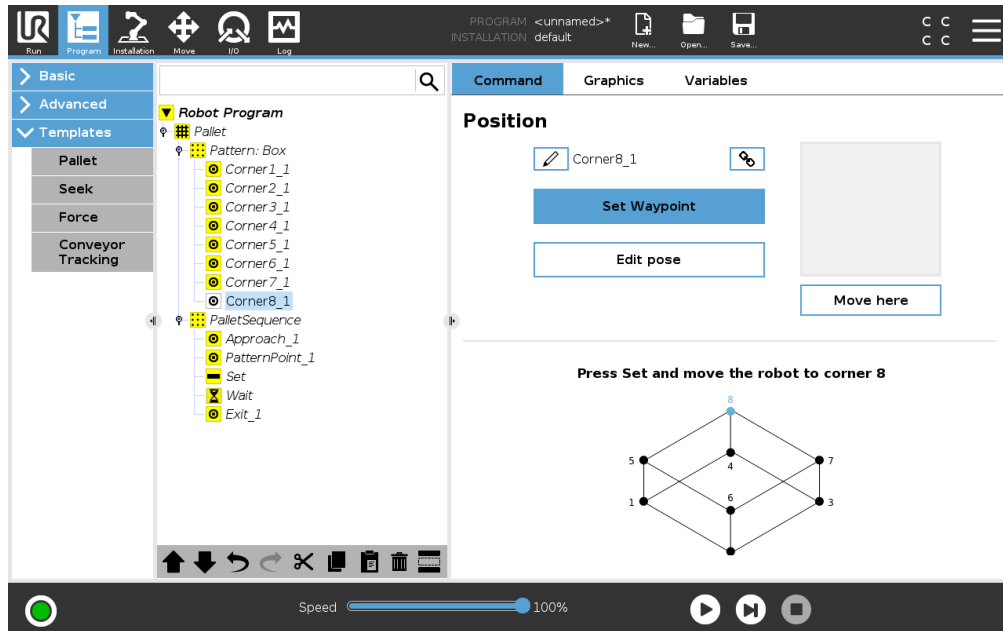 UR
Run
Program
Installation
Move
I/O
Log
PROGRAM <unnamed>*
INSTALLATION default
New...
Open...
Save...
C C
C C
Basic
Advanced
Templates
Pallet
Seek
Force
Conveyor
Tracking
Robot Program
Pallet
Pattern: Box
Corner1_1
Corner2_1
Corner3_1
Corner4_1
Corner5_1
Corner6_1
Corner7_1
Corner8_1
PalletSequence
Approach_1
PatternPoint_1
Set
Wait
Exit_1
Command Graphics Variables
Position
Corner8_1
Set Waypoint
Edit pose
Move here
Press Set and move the robot to corner 8
8
5
7
4
1
6
3
Speed 100%